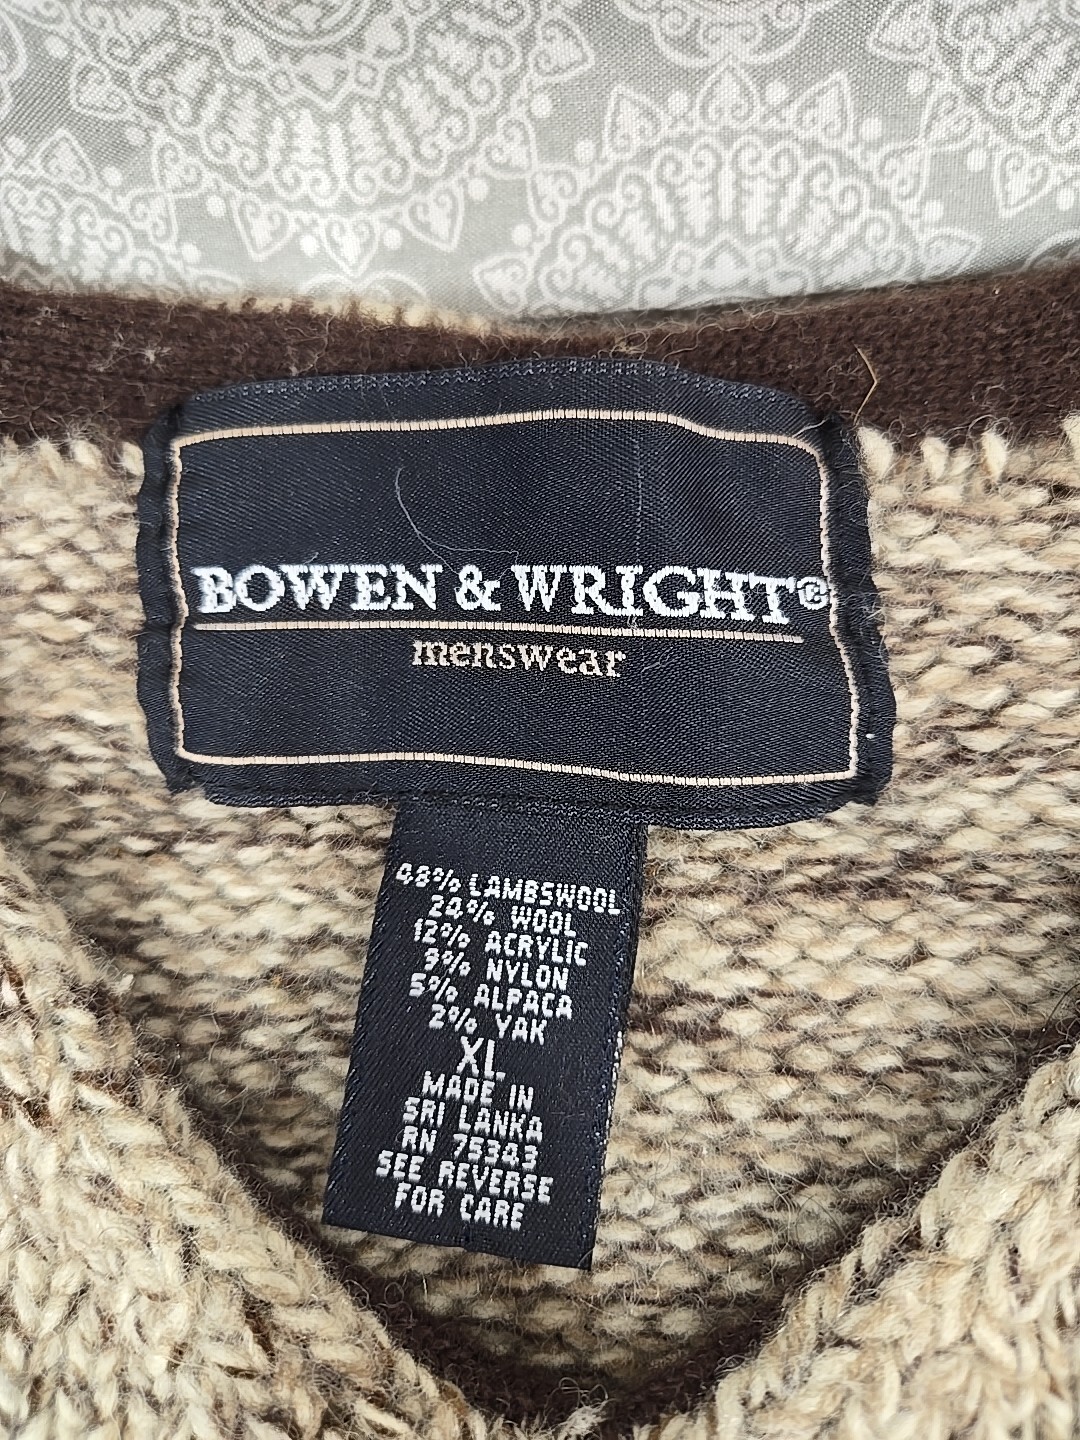 BOWEN & WRIGHT®
menswear
48% LAMBSWOOL
24% WOOL
12% ACRYLIC
9% NYLON
5% ALPACA
2% YAK
XL
MADE IN
SRI LANKA
RN 75343
SEE REVERSE
FOR CARE